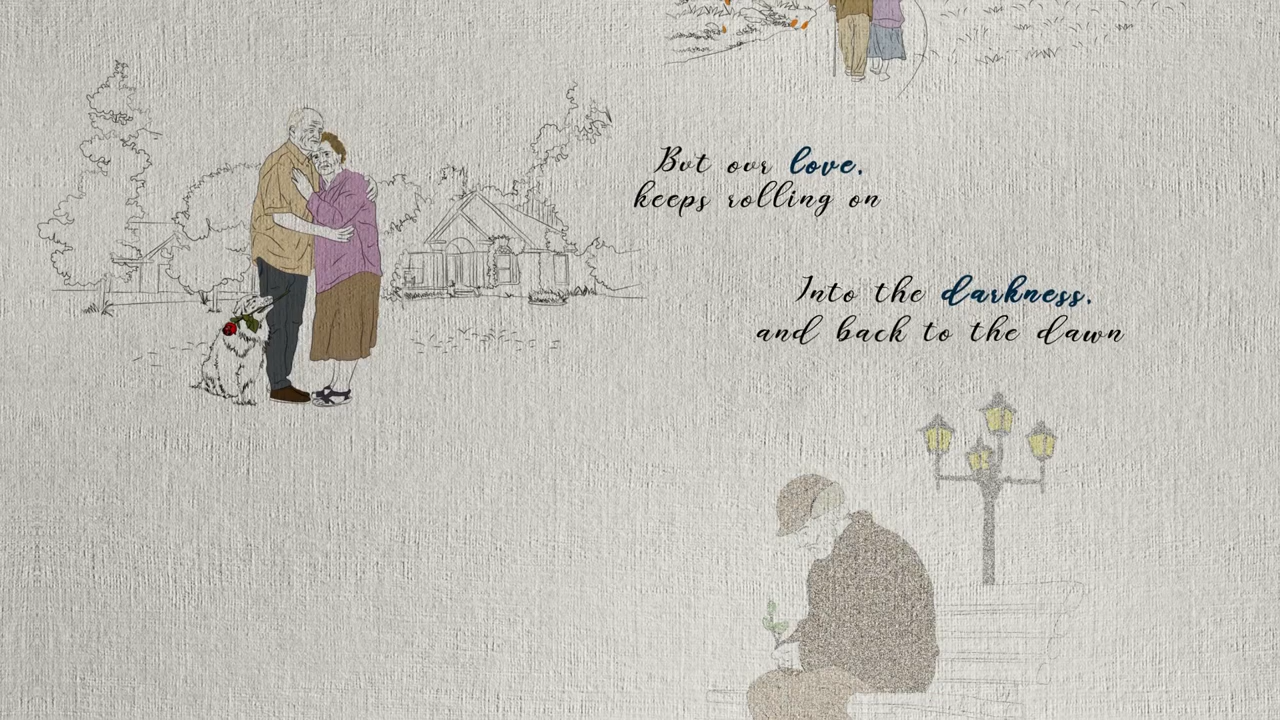 But our love,
keeps rolling on
Into the darkness,
and back to the dawn